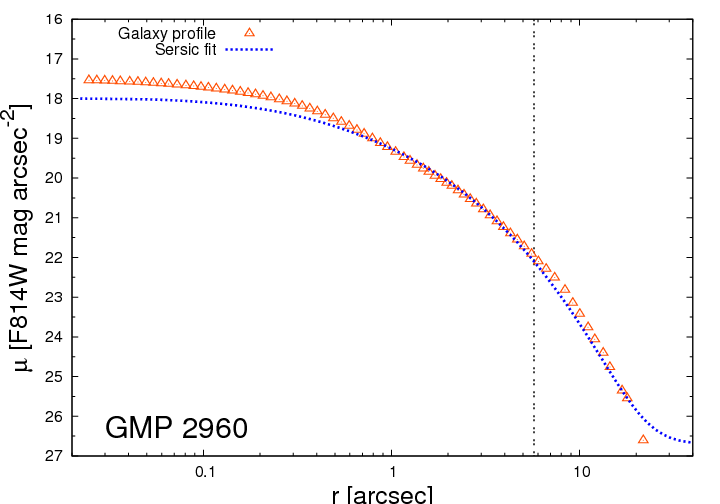 16
17
18
19
20
21
22
23
24
25
26
27
μ [F814W mag arcsec-2]
Galaxy profile
Sersic fit
GMP 2960
0.1 1 10
r [arcsec]